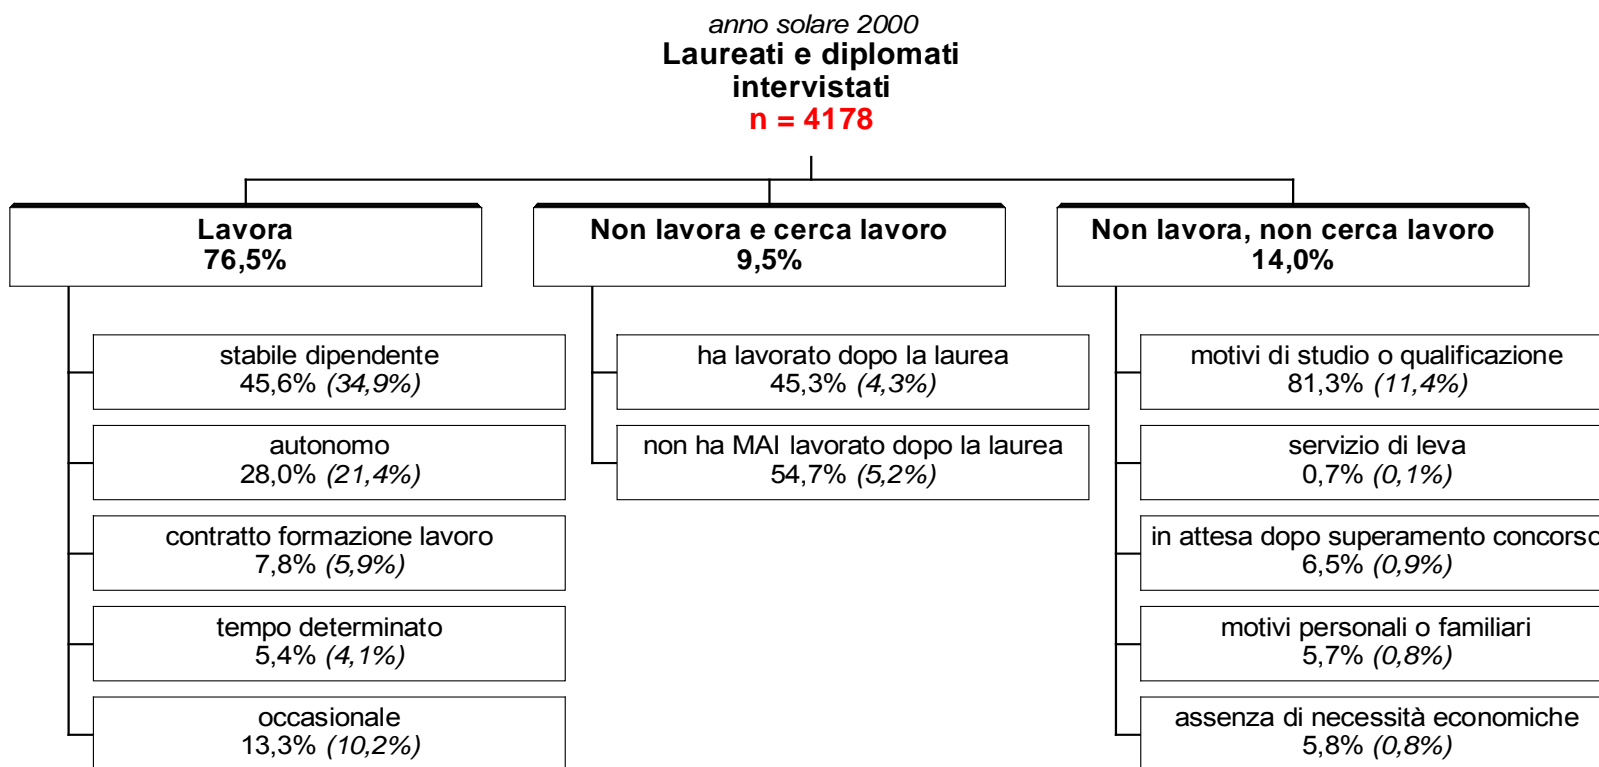 anno solare 2000
Laureati e diplomati
intervistati
n = 4178
Lavora
76,5%
Non lavora e cerca lavoro
9,5%
Non lavora, non cerca lavoro
14,0%
stabile dipendente
45,6% (34,9%)
autonomo
28,0% (21,4%)
contratto formazione lavoro
7,8% (5,9%)
tempo determinato
5,4% (4,1%)
occasionale
13,3% (10,2%)
ha lavorato dopo la laurea
45,3% (4,3%)
non ha MAI lavorato dopo la laurea
54,7% (5,2%)
motivi di studio o qualificazione
81,3% (11,4%)
servizio di leva
0,7% (0,1%)
in attesa dopo superamento concorso
6,5% (0,9%)
motivi personali o familiari
5,7% (0,8%)
assenza di necessità economiche
5,8% (0,8%)